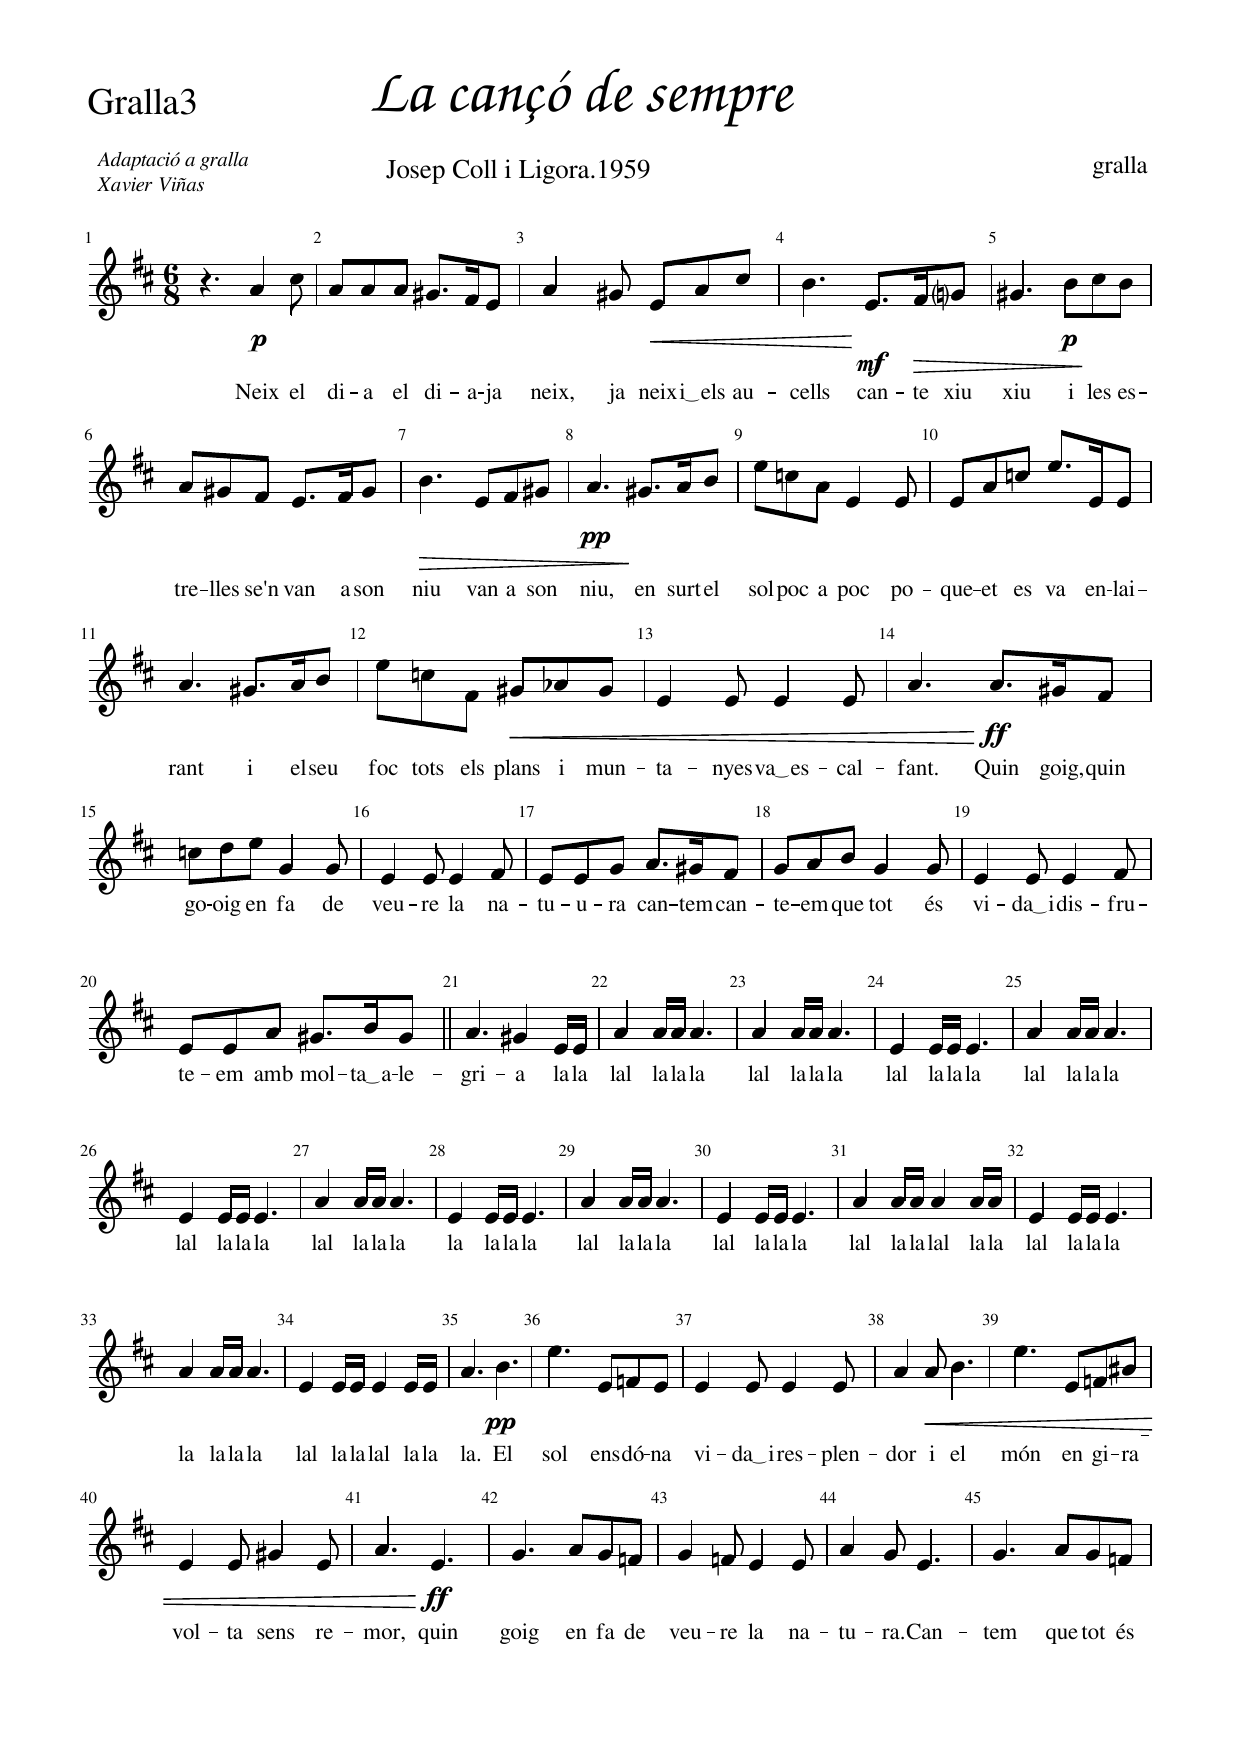 Gralla3
La cançó de sempre
Adaptació a gralla
Xavier Viñas
Josep Coll i Ligora.1959
gralla
1 2 3 4 5
6
8
p mf p
Neix el di – a el di – a-ja neix, ja neix i‿els au – cells can – te xiu xiu i les es –
6 7 8 9 10
pp
tre – lles se'n van a son niu van a son niu, en surt el sol poc a poc po – que – et es va en-lai –
11 12 13 14
ff
rant i el seu foc tots els plans i mun – ta – nyes va‿es – cal – fant. Quin goig, quin
15 16 17 18 19
go-oig en fa de veu – re la na – tu – u – ra can – tem can – te – em que tot és vi – da‿i dis – fru –
20 21 22 23 24 25
te – em amb mol – ta‿a-le – gri – a la la lal la la la lal la la la lal la la la lal la la la
26 27 28 29 30 31 32
lal la la la lal la la la la la la la lal la la la lal la la la lal la la lal la la lal la la la
33 34 35 36 37 38 39
pp
la la la la lal la la lal la la la. El sol ens dó – na vi – da‿i res – plen – dor i el món en gi – ra –
40 41 42 43 44 45
ff
vol – ta sens re – mor, quin goig en fa de veu – re la na – tu – ra. Can – tem que tot és